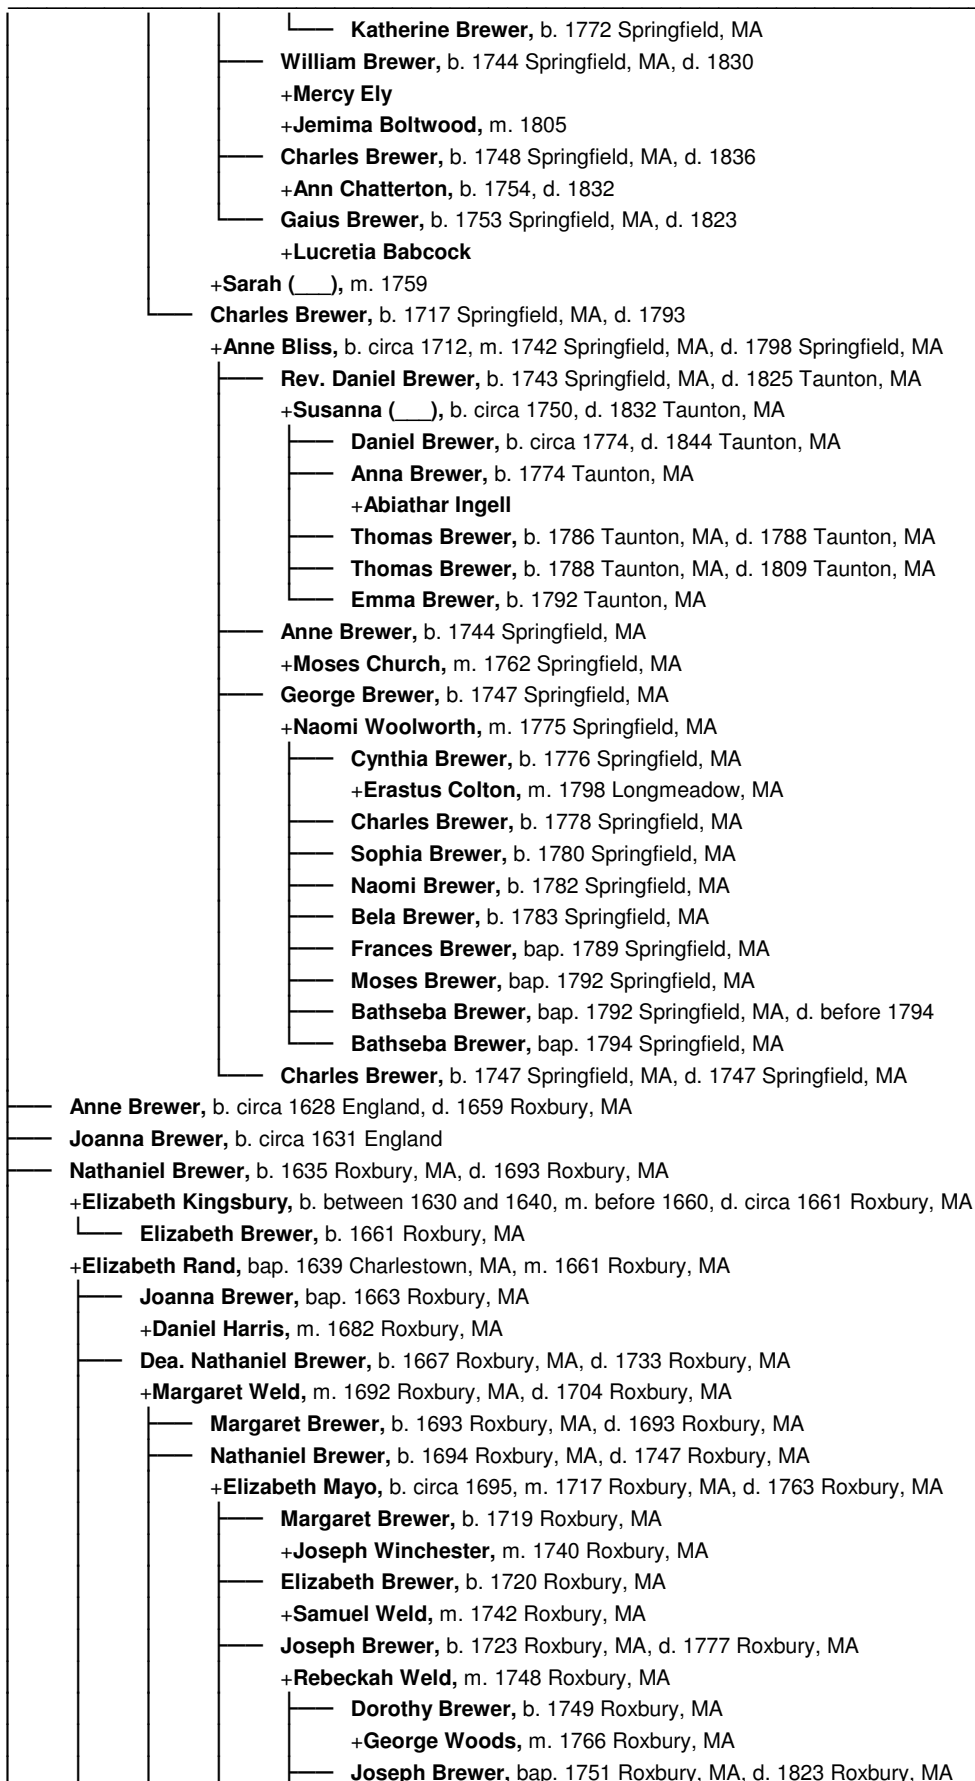 Katherine Brewer, b. 1772 Springfield, MA
William Brewer, b. 1744 Springfield, MA, d. 1830
+Mercy Ely
+Jemima Boltwood, m. 1805
Charles Brewer, b. 1748 Springfield, MA, d. 1836
+Ann Chatterton, b. 1754, d. 1832
Gaius Brewer, b. 1753 Springfield, MA, d. 1823
+Lucretia Babcock
+Sarah (___), m. 1759
Charles Brewer, b. 1717 Springfield, MA, d. 1793
+Anne Bliss, b. circa 1712, m. 1742 Springfield, MA, d. 1798 Springfield, MA
Rev. Daniel Brewer, b. 1743 Springfield, MA, d. 1825 Taunton, MA
+Susanna (___), b. circa 1750, d. 1832 Taunton, MA
Daniel Brewer, b. circa 1774, d. 1844 Taunton, MA
Anna Brewer, b. 1774 Taunton, MA
+Abiathar Ingell
Thomas Brewer, b. 1786 Taunton, MA, d. 1788 Taunton, MA
Thomas Brewer, b. 1788 Taunton, MA, d. 1809 Taunton, MA
Emma Brewer, b. 1792 Taunton, MA
Anne Brewer, b. 1744 Springfield, MA
+Moses Church, m. 1762 Springfield, MA
George Brewer, b. 1747 Springfield, MA
+Naomi Woolworth, m. 1775 Springfield, MA
Cynthia Brewer, b. 1776 Springfield, MA
+Erastus Colton, m. 1798 Longmeadow, MA
Charles Brewer, b. 1778 Springfield, MA
Sophia Brewer, b. 1780 Springfield, MA
Naomi Brewer, b. 1782 Springfield, MA
Bela Brewer, b. 1783 Springfield, MA
Frances Brewer, bap. 1789 Springfield, MA
Moses Brewer, bap. 1792 Springfield, MA
Bathseba Brewer, bap. 1792 Springfield, MA, d. before 1794
Bathseba Brewer, bap. 1794 Springfield, MA
Charles Brewer, b. 1747 Springfield, MA, d. 1747 Springfield, MA
Anne Brewer, b. circa 1628 England, d. 1659 Roxbury, MA
Joanna Brewer, b. circa 1631 England
Nathaniel Brewer, b. 1635 Roxbury, MA, d. 1693 Roxbury, MA
+Elizabeth Kingsbury, b. between 1630 and 1640, m. before 1660, d. circa 1661 Roxbury, MA
Elizabeth Brewer, b. 1661 Roxbury, MA
+Elizabeth Rand, bap. 1639 Charlestown, MA, m. 1661 Roxbury, MA
Joanna Brewer, bap. 1663 Roxbury, MA
+Daniel Harris, m. 1682 Roxbury, MA
Dea. Nathaniel Brewer, b. 1667 Roxbury, MA, d. 1733 Roxbury, MA
+Margaret Weld, m. 1692 Roxbury, MA, d. 1704 Roxbury, MA
Margaret Brewer, b. 1693 Roxbury, MA, d. 1693 Roxbury, MA
Nathaniel Brewer, b. 1694 Roxbury, MA, d. 1747 Roxbury, MA
+Elizabeth Mayo, b. circa 1695, m. 1717 Roxbury, MA, d. 1763 Roxbury, MA
Margaret Brewer, b. 1719 Roxbury, MA
+Joseph Winchester, m. 1740 Roxbury, MA
Elizabeth Brewer, b. 1720 Roxbury, MA
+Samuel Weld, m. 1742 Roxbury, MA
Joseph Brewer, b. 1723 Roxbury, MA, d. 1777 Roxbury, MA
+Rebeckah Weld, m. 1748 Roxbury, MA
Dorothy Brewer, b. 1749 Roxbury, MA
+George Woods, m. 1766 Roxbury, MA
Joseph Brewer, bap. 1751 Roxbury, MA, d. 1823 Roxbury, MA